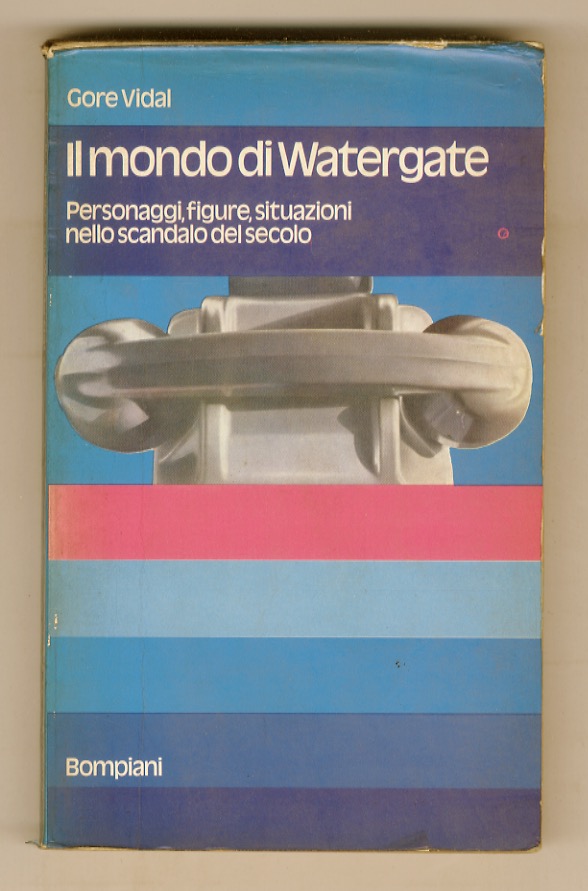 Gore Vidal
Il mondo di Watergate
Personaggi, figure, situazioni
nello scandalo del secolo
Bompiani